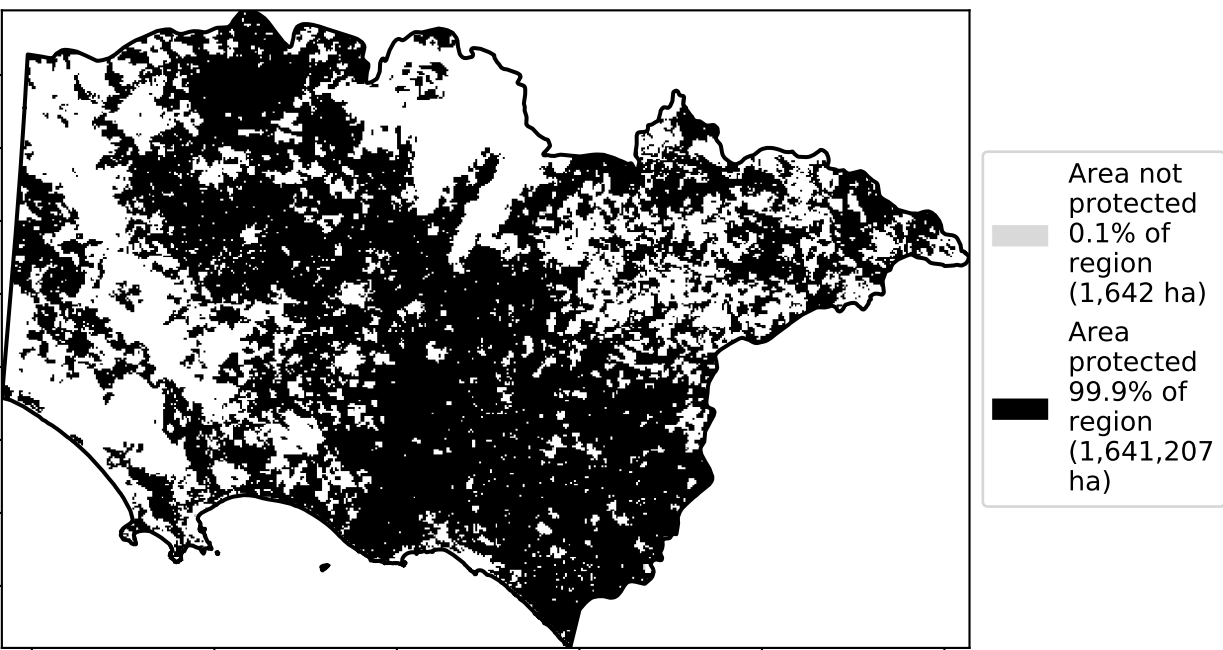 Area not
protected
0.1% of
region
(1,642 ha)
Area
protected
99.9% of
region
(1,641,207
ha)